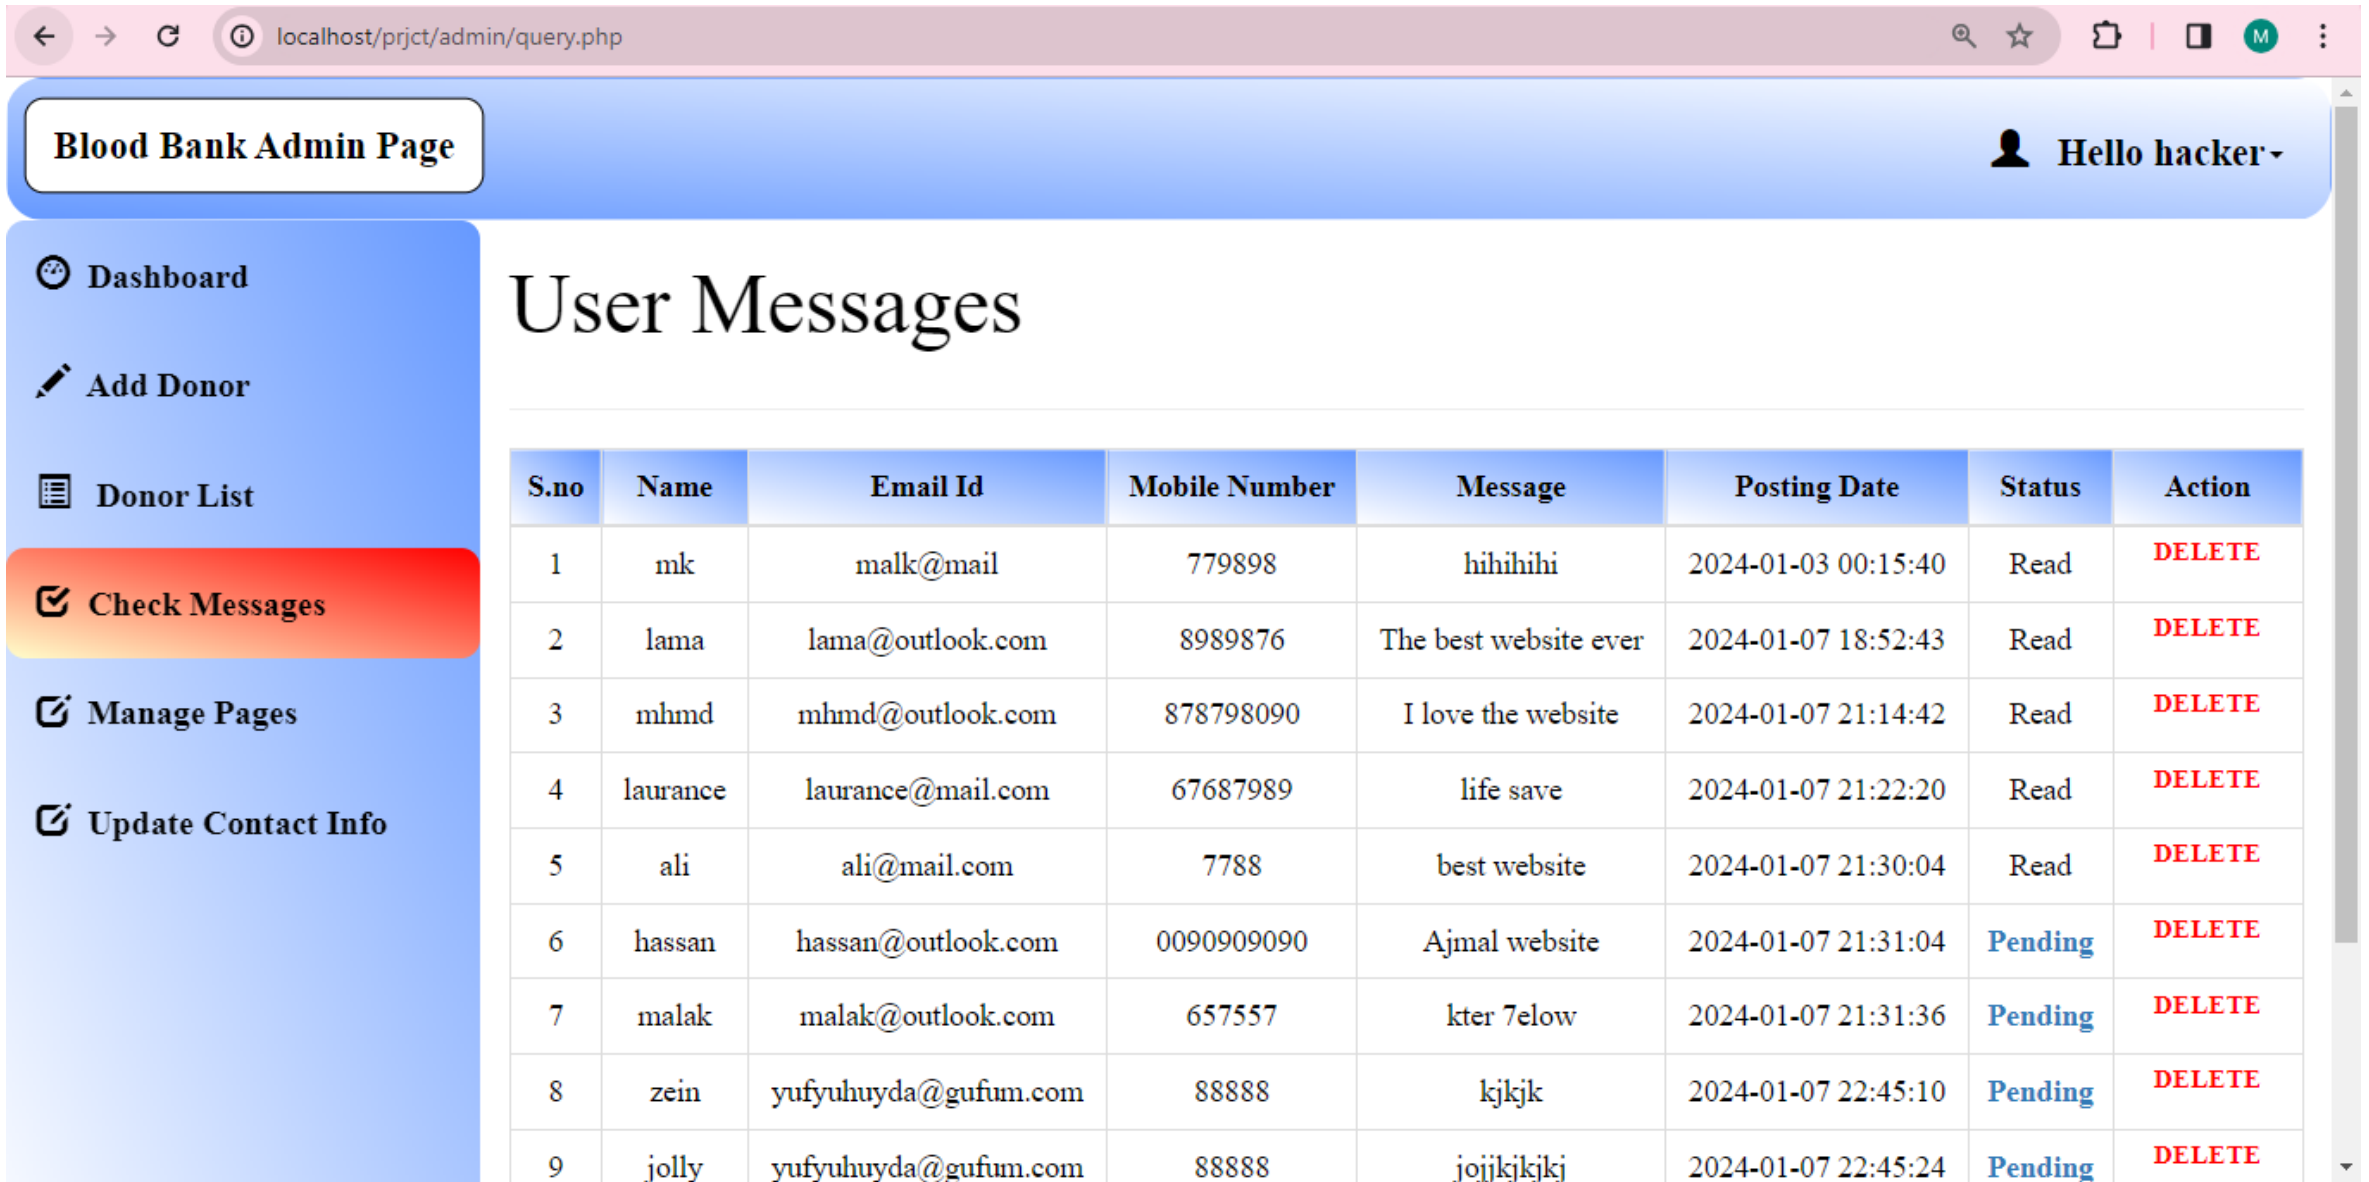 localhost/prjct/admin/query.php
M
Blood Bank Admin Page
Hello hacker
Dashboard
Add Donor
Donor List
Check Messages
Manage Pages
Update Contact Info
User Messages
S.no Name Email Id Mobile Number Message Posting Date Status Action
1 mk malk@mail 779898 hihihihi 2024-01-03 00:15:40 Read DELETE
2 lama lama@outlook.com 8989876 The best website ever 2024-01-07 18:52:43 Read DELETE
3 mhmd mhmd@outlook.com 878798090 I love the website 2024-01-07 21:14:42 Read DELETE
4 laurance laurance@mail.com 67687989 life save 2024-01-07 21:22:20 Read DELETE
5 ali ali@mail.com 7788 best website 2024-01-07 21:30:04 Read DELETE
6 hassan hassan@outlook.com 0090909090 Ajmal website 2024-01-07 21:31:04 Pending DELETE
7 malak malak@outlook.com 657557 kter 7elow 2024-01-07 21:31:36 Pending DELETE
8 zein yufyuhuyda@gufum.com 88888 kjkjk 2024-01-07 22:45:10 Pending DELETE
9 jolly yufyuhuyda@gufum.com 88888 jojjkjkjkj 2024-01-07 22:45:24 Pending DELETE